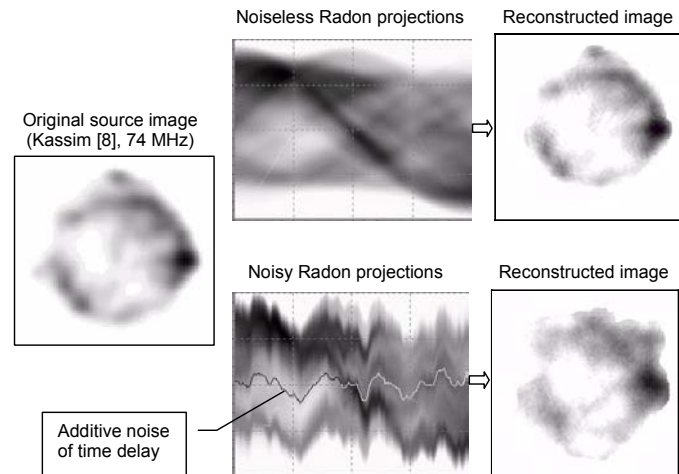 Noiseless Radon projections
Reconstructed image
Original source image
(Kassim [8], 74 MHz)
Noisy Radon projections
Reconstructed image
Additive noise
of time delay